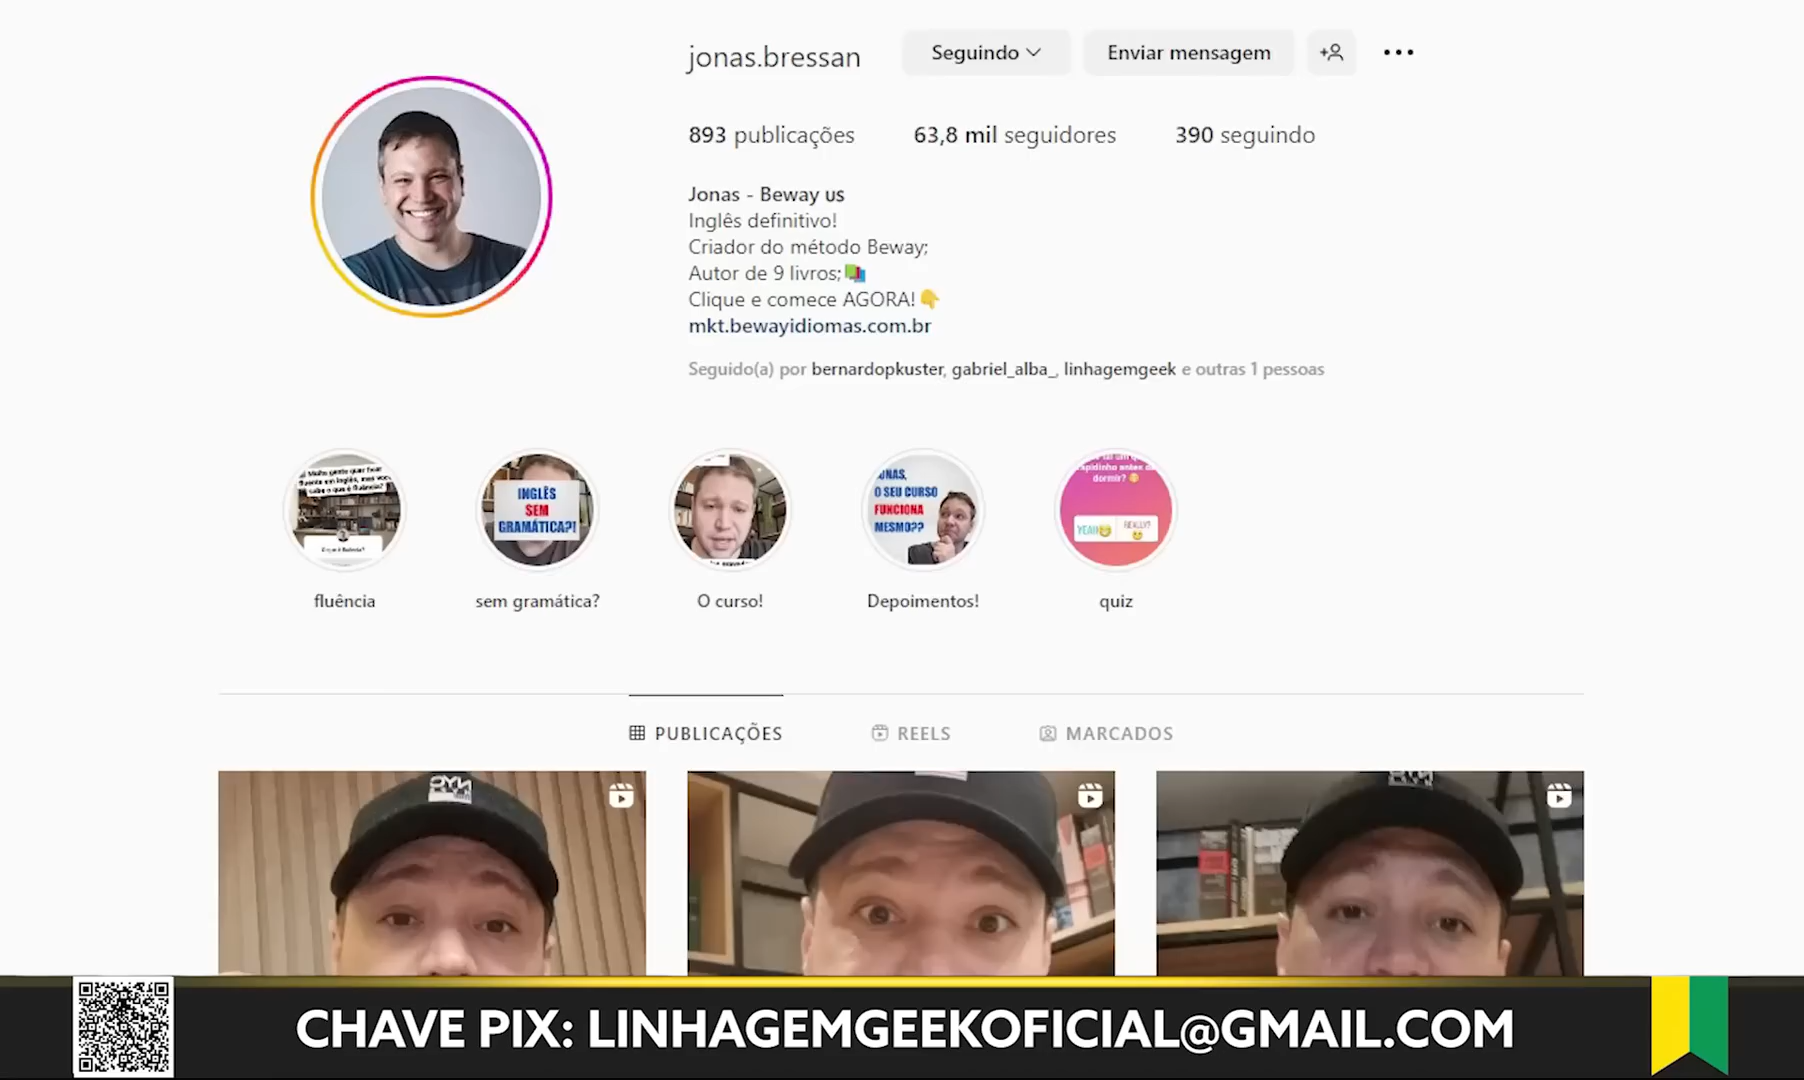 jonas.bressan
Seguindo
Enviar mensagem
893 publicações
63,8 mil seguidores
390 seguindo
Jonas - Beway us
Inglês definitivo!
Criador do método Beway;
Autor de 9 livros;📚
Clique e comece AGORA!👇
mkt.bewayidiomas.com.br
Seguido(a) por bernardopkuster, gabriel_alba_, linhagemgeek e outras 1 pessoas
INGLÊS
SEM
GRAMÁTICA?!
O SEU CURSO
FUNCIONA
MESMO??
dormir?
YEAH
REALLY?
fluência
sem gramática?
O curso!
Depoimentos!
quiz
PUBLICAÇÕES
REELS
MARCADOS
CHAVE PIX: LINHAGEMGEEKOFICIAL@GMAIL.COM